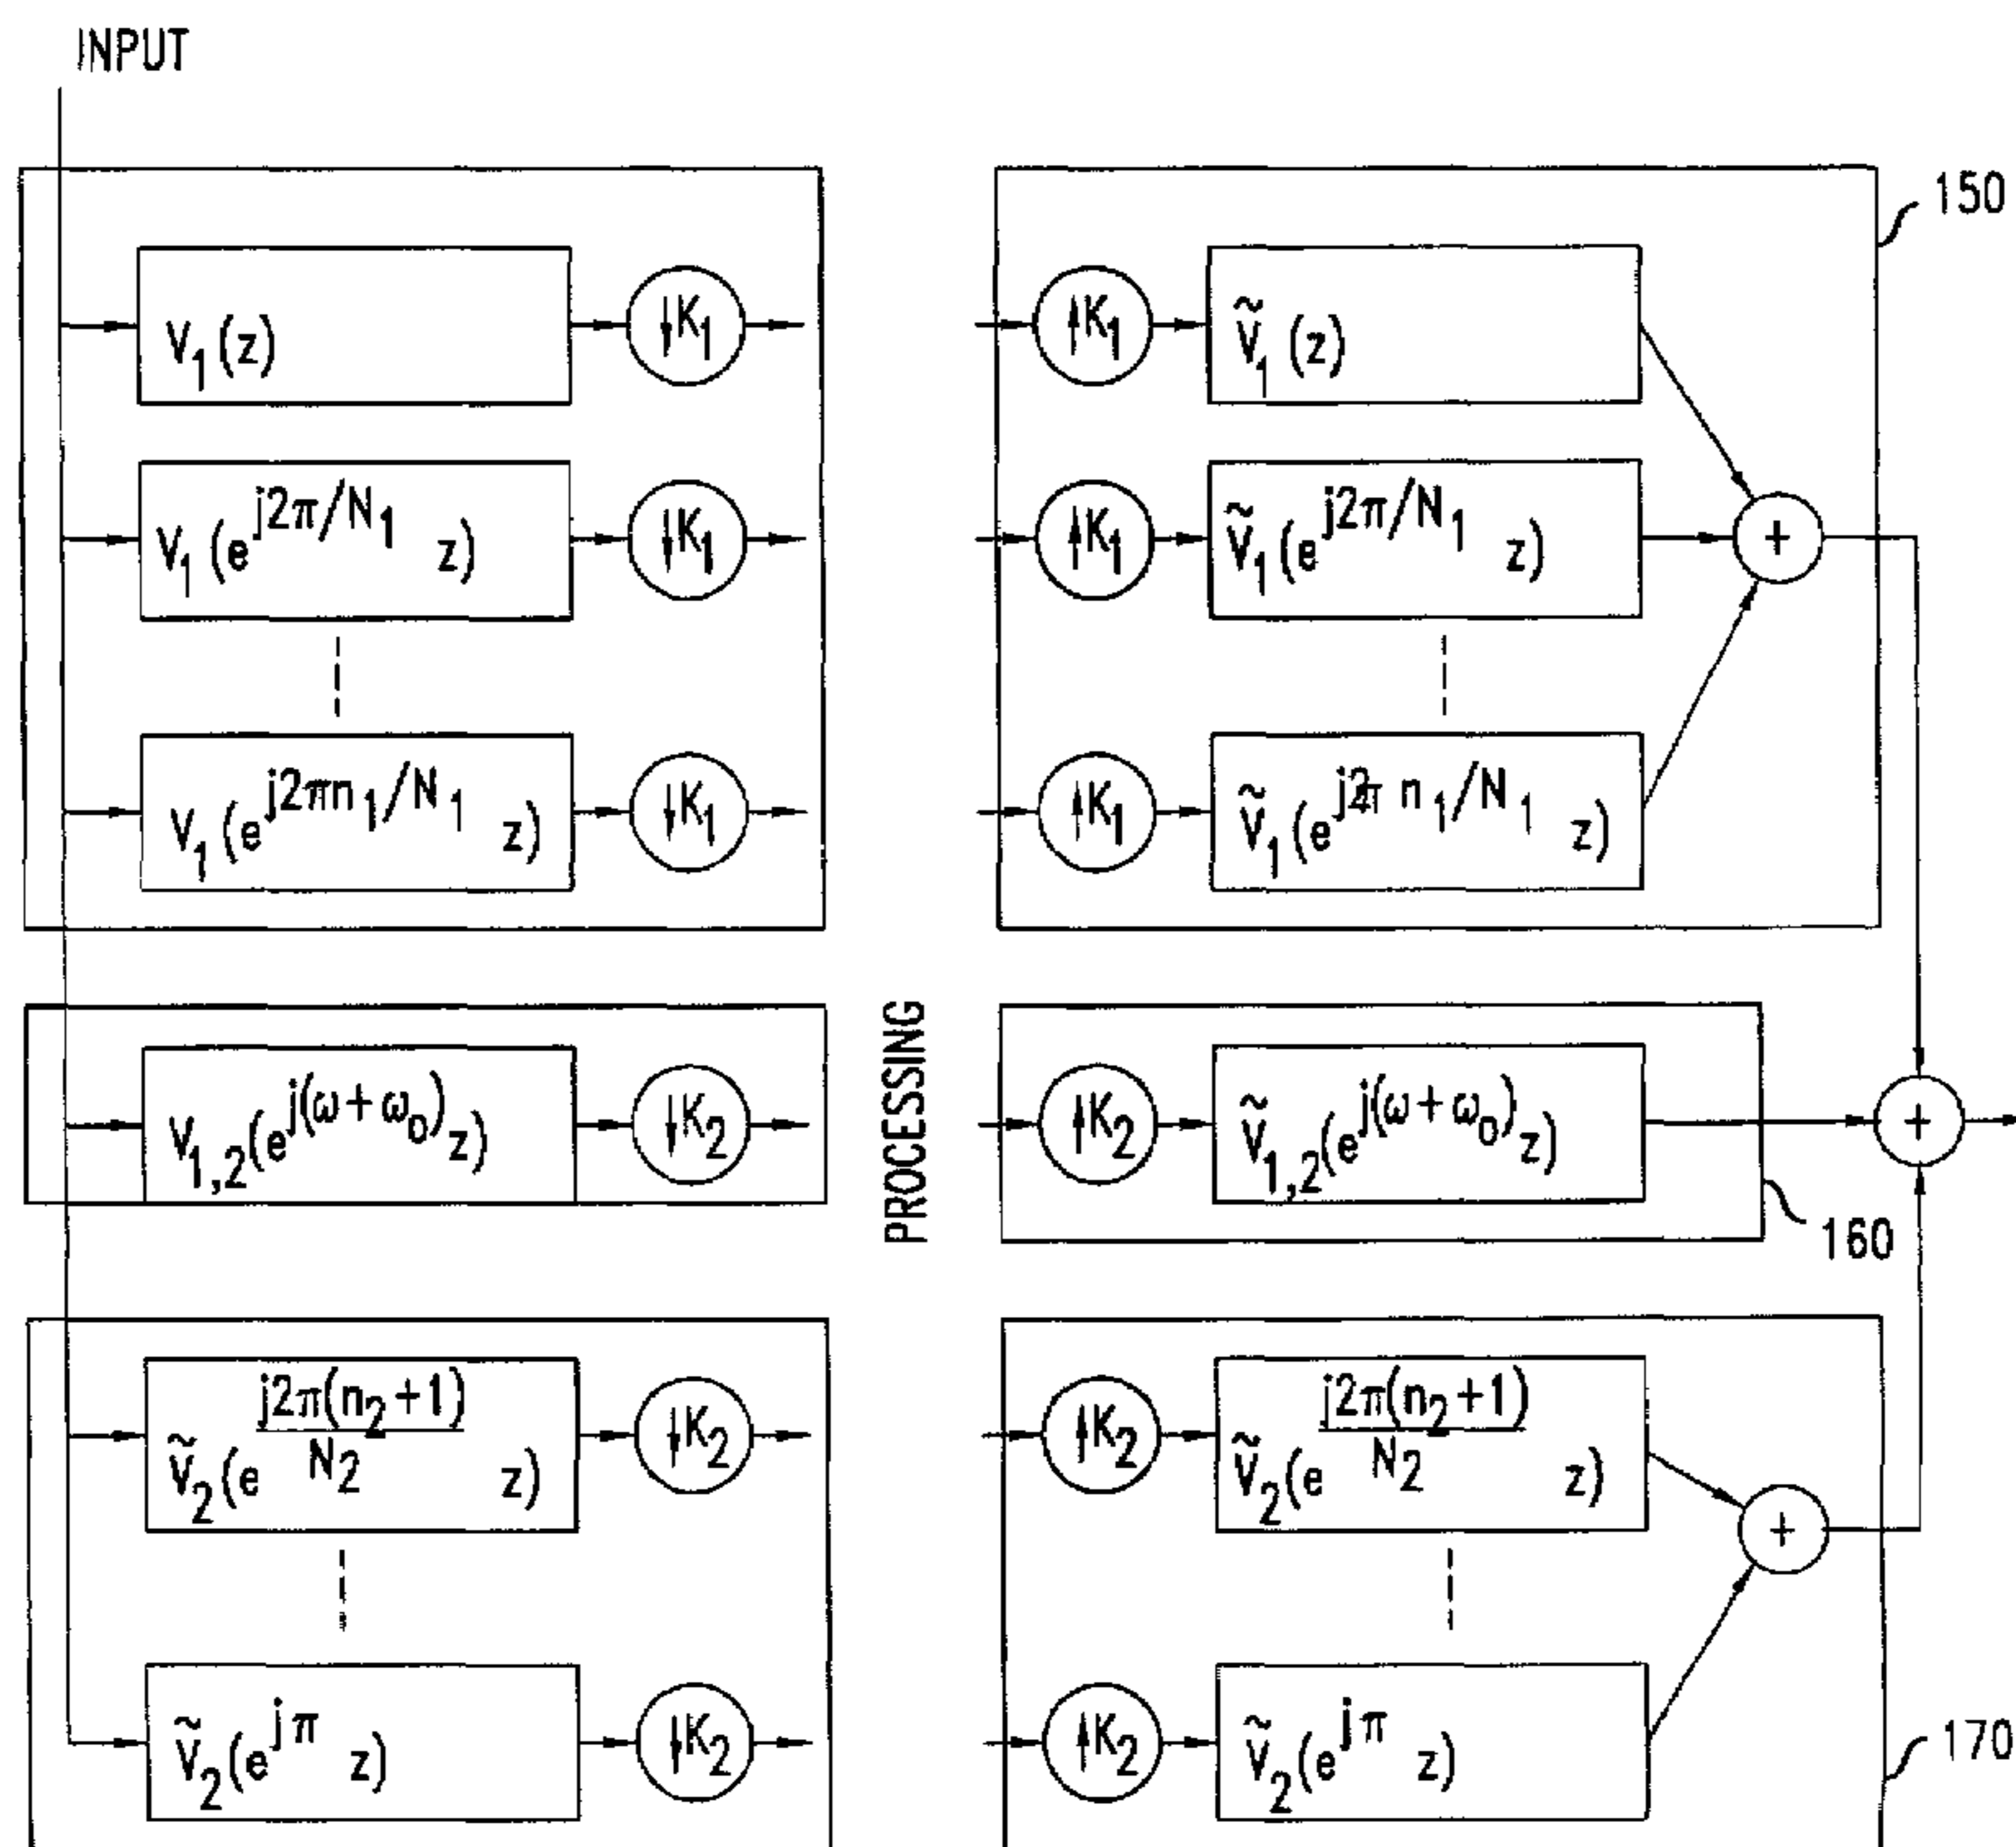 INPUT
150
V₁(z)
↓K₁
↑K₁
Ṽ₁(z)
V₁(e^{j2π/N₁} z)
↓K₁
↑K₁
Ṽ₁(e^{j2π/N₁} z)
+
V₁(e^{j2πn₁/N₁} z)
↓K₁
↑K₁
Ṽ₁(e^{j2π n₁/N₁} z)
PROCESSING
V₁,₂(e^{j(ω+ω₀)}z)
↓K₂
↑K₂
Ṽ₁,₂(e^{j(ω+ω₀)}z)
+
160
Ṽ₂(e^{j2π(n₂+1)/N₂} z)
↓K₂
↑K₂
Ṽ₂(e^{j2π(n₂+1)/N₂} z)
+
Ṽ₂(e^{jπ} z)
↓K₂
↑K₂
Ṽ₂(e^{jπ} z)
170